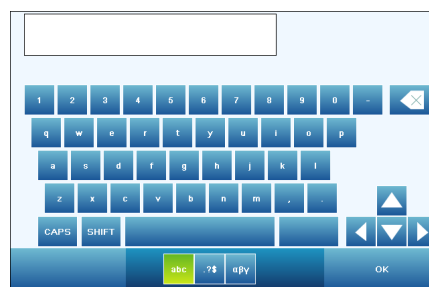 1 2 3 4 5 6 7 8 9 0 -
q w e r t y u i o p
a s d f g h j k l
z x c v b n m , .
CAPS SHIFT
abc .?$ αβγ OK